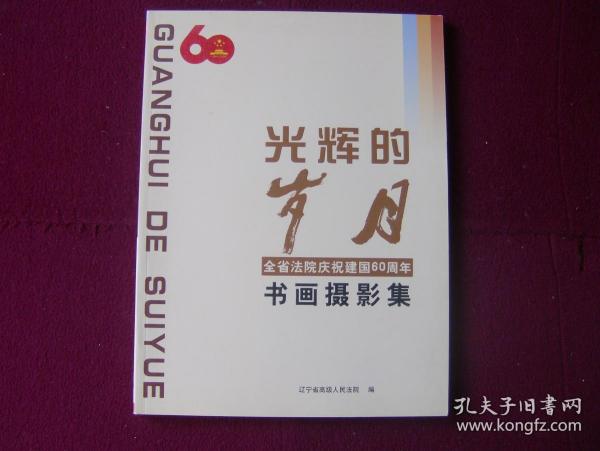 GUANGHUI DE SUIYUE
60
光辉的
岁月
全省法院庆祝建国60周年
书画摄影集
辽宁省高级人民法院 编
孔夫子旧書网
www.kongfz.com